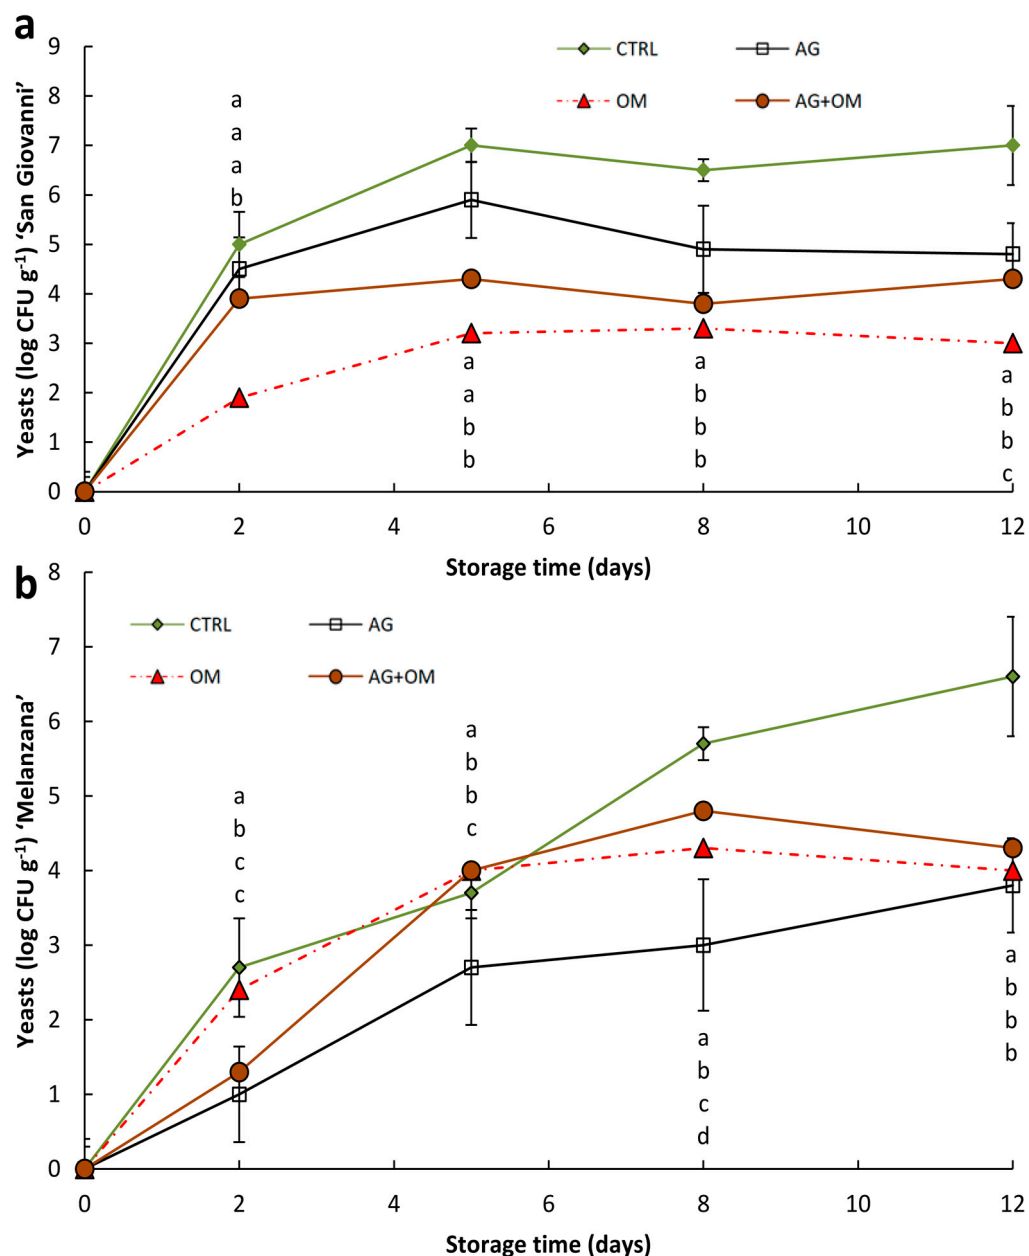 a
Yeasts (log CFU g⁻¹) ‘San Giovanni’
9
8
7
6
5
4
3
2
1
0
CTRL
AG
OM
AG+OM
a
a
a
b
a
a
b
b
a
b
b
b
a
b
b
c
0
2
4
6
8
10
12
Storage time (days)
b
Yeasts (log CFU g⁻¹) ‘Melanzana’
8
7
6
5
4
3
2
1
0
CTRL
AG
OM
AG+OM
a
b
c
c
a
b
b
c
a
b
c
d
a
b
b
b
0
2
4
6
8
10
12
Storage time (days)